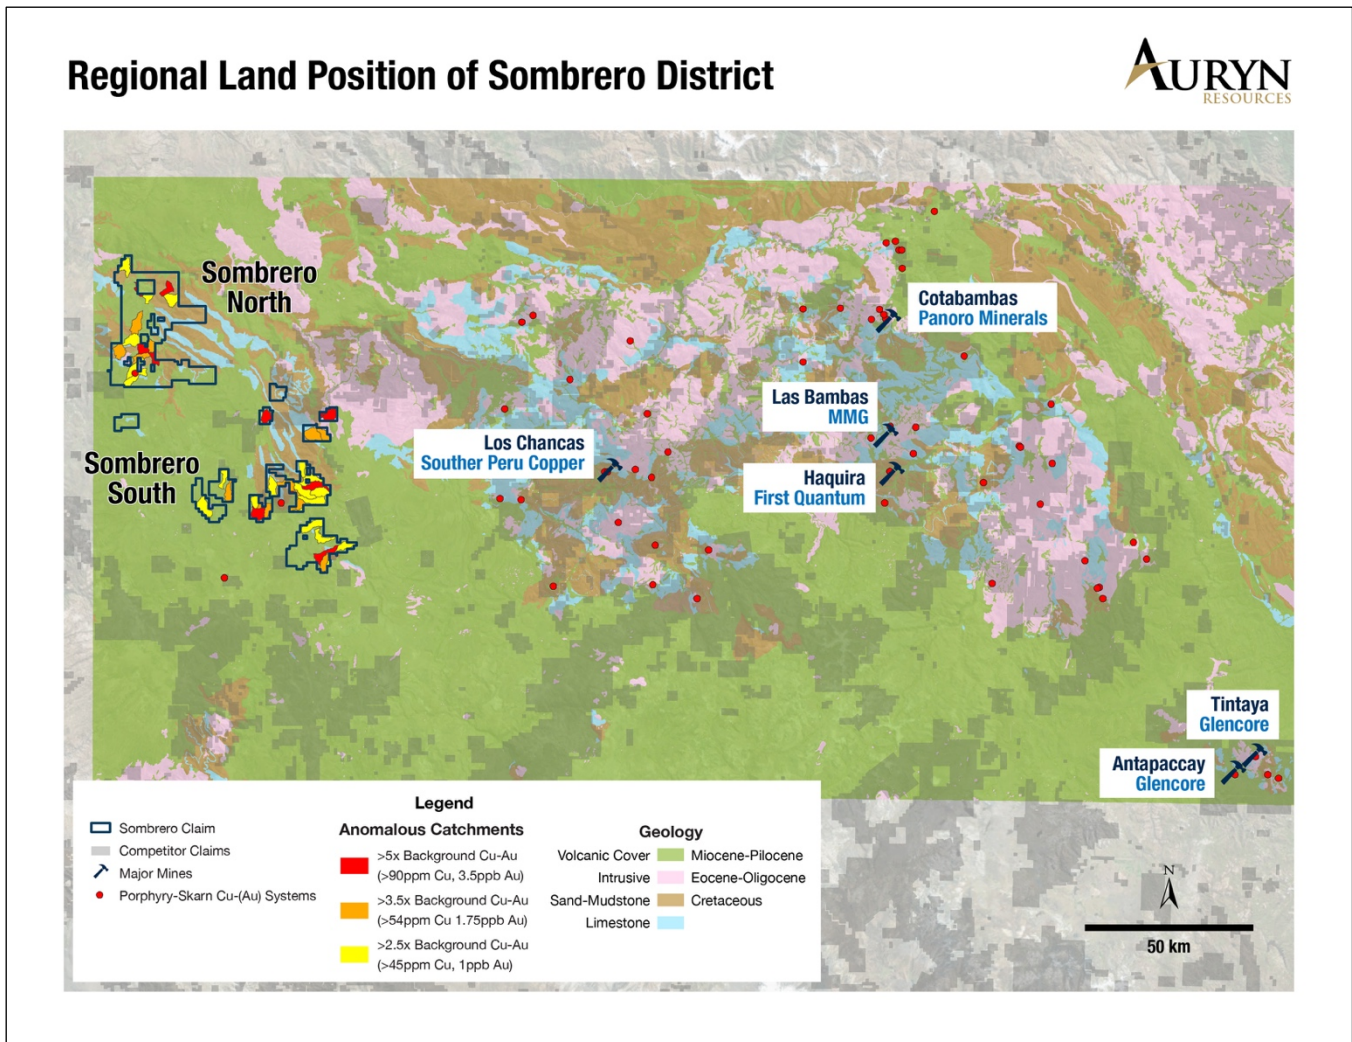 Regional Land Position of Sombrero District
AURYN
RESOURCES
Sombrero
North
Cotabambas
Panoro Minerals
Las Bambas
MMG
Los Chancas
Souther Peru Copper
Sombrero
South
Haquira
First Quantum
Tintaya
Glencore
Antapaccay
Glencore
Legend
Sombrero Claim
Competitor Claims
Major Mines
Porphyry-Skarn Cu-(Au) Systems
Anomalous Catchments
>5x Background Cu-Au
(>90ppm Cu, 3.5ppb Au)
>3.5x Background Cu-Au
(>54ppm Cu 1.75ppb Au)
>2.5x Background Cu-Au
(>45ppm Cu, 1ppb Au)
Geology
Volcanic Cover Miocene-Pilocene
Intrusive Eocene-Oligocene
Sand-Mudstone Cretaceous
Limestone
N
50 km